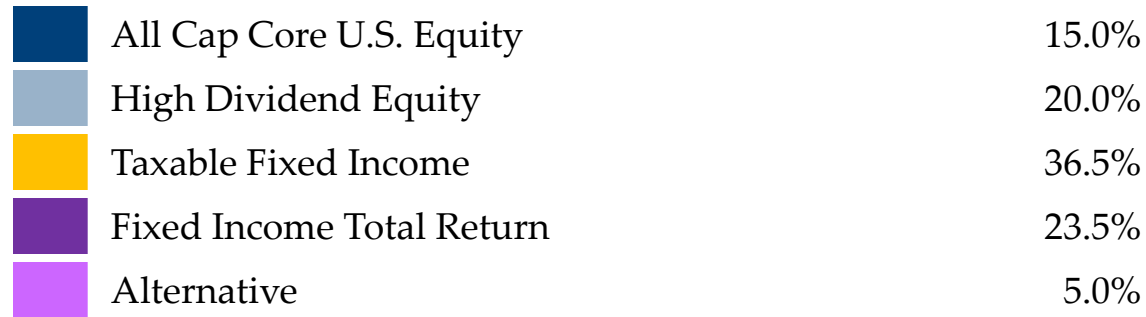 All Cap Core U.S. Equity 15.0%
High Dividend Equity 20.0%
Taxable Fixed Income 36.5%
Fixed Income Total Return 23.5%
Alternative 5.0%